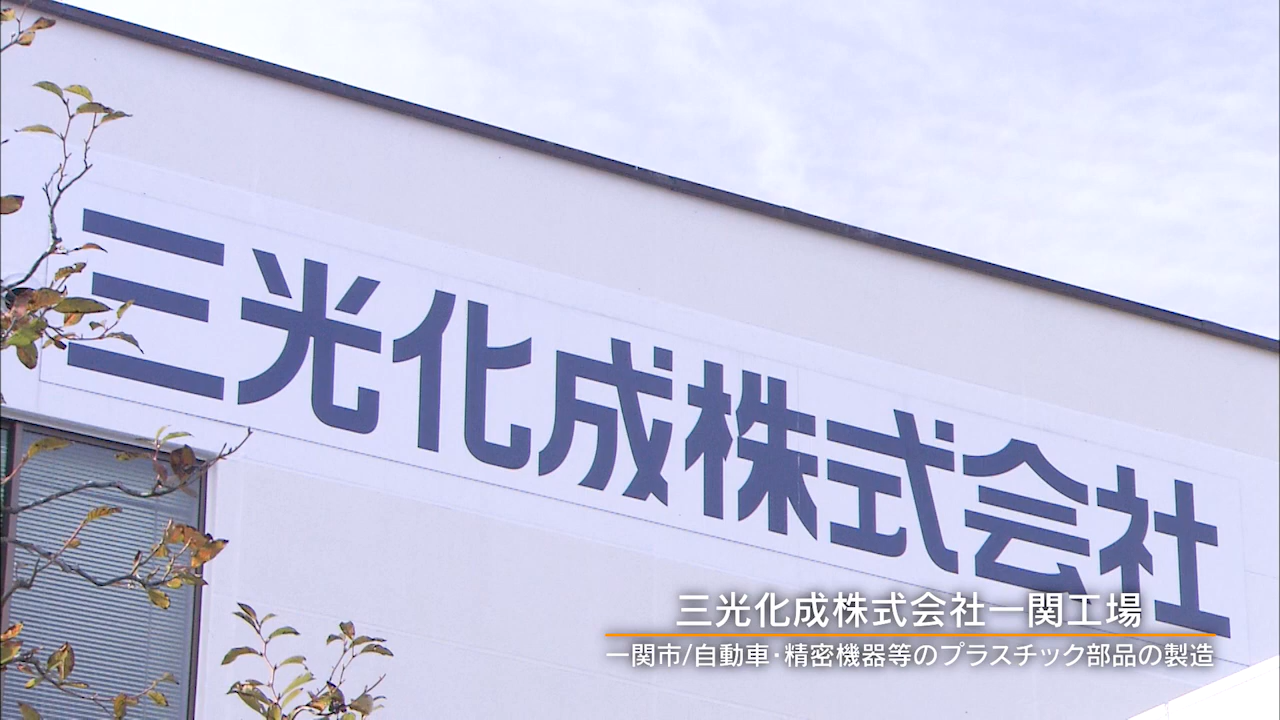 三光化成株式会社
三光化成株式会社一関工場
一関市/自動車･精密機器等のプラスチック部品の製造